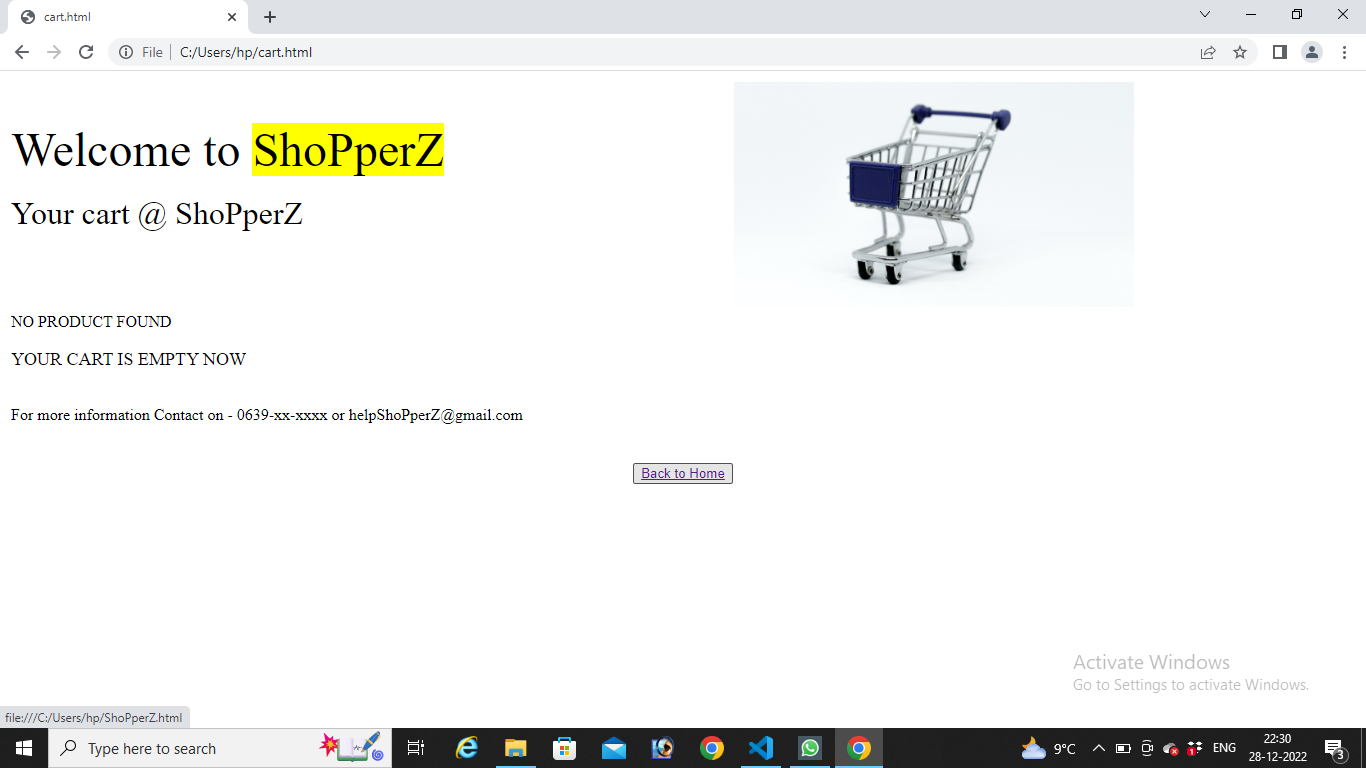 cart.html
File
C:/Users/hp/cart.html
Welcome to ShoPperZ
Your cart @ ShoPperZ
NO PRODUCT FOUND
YOUR CART IS EMPTY NOW
For more information Contact on - 0639-xx-xxxx or helpShoPperZ@gmail.com
Back to Home
Activate Windows
Go to Settings to activate Windows.
file:///C:/Users/hp/ShoPperZ.html
Type here to search
9°C
1
ENG
22:30
28-12-2022
3